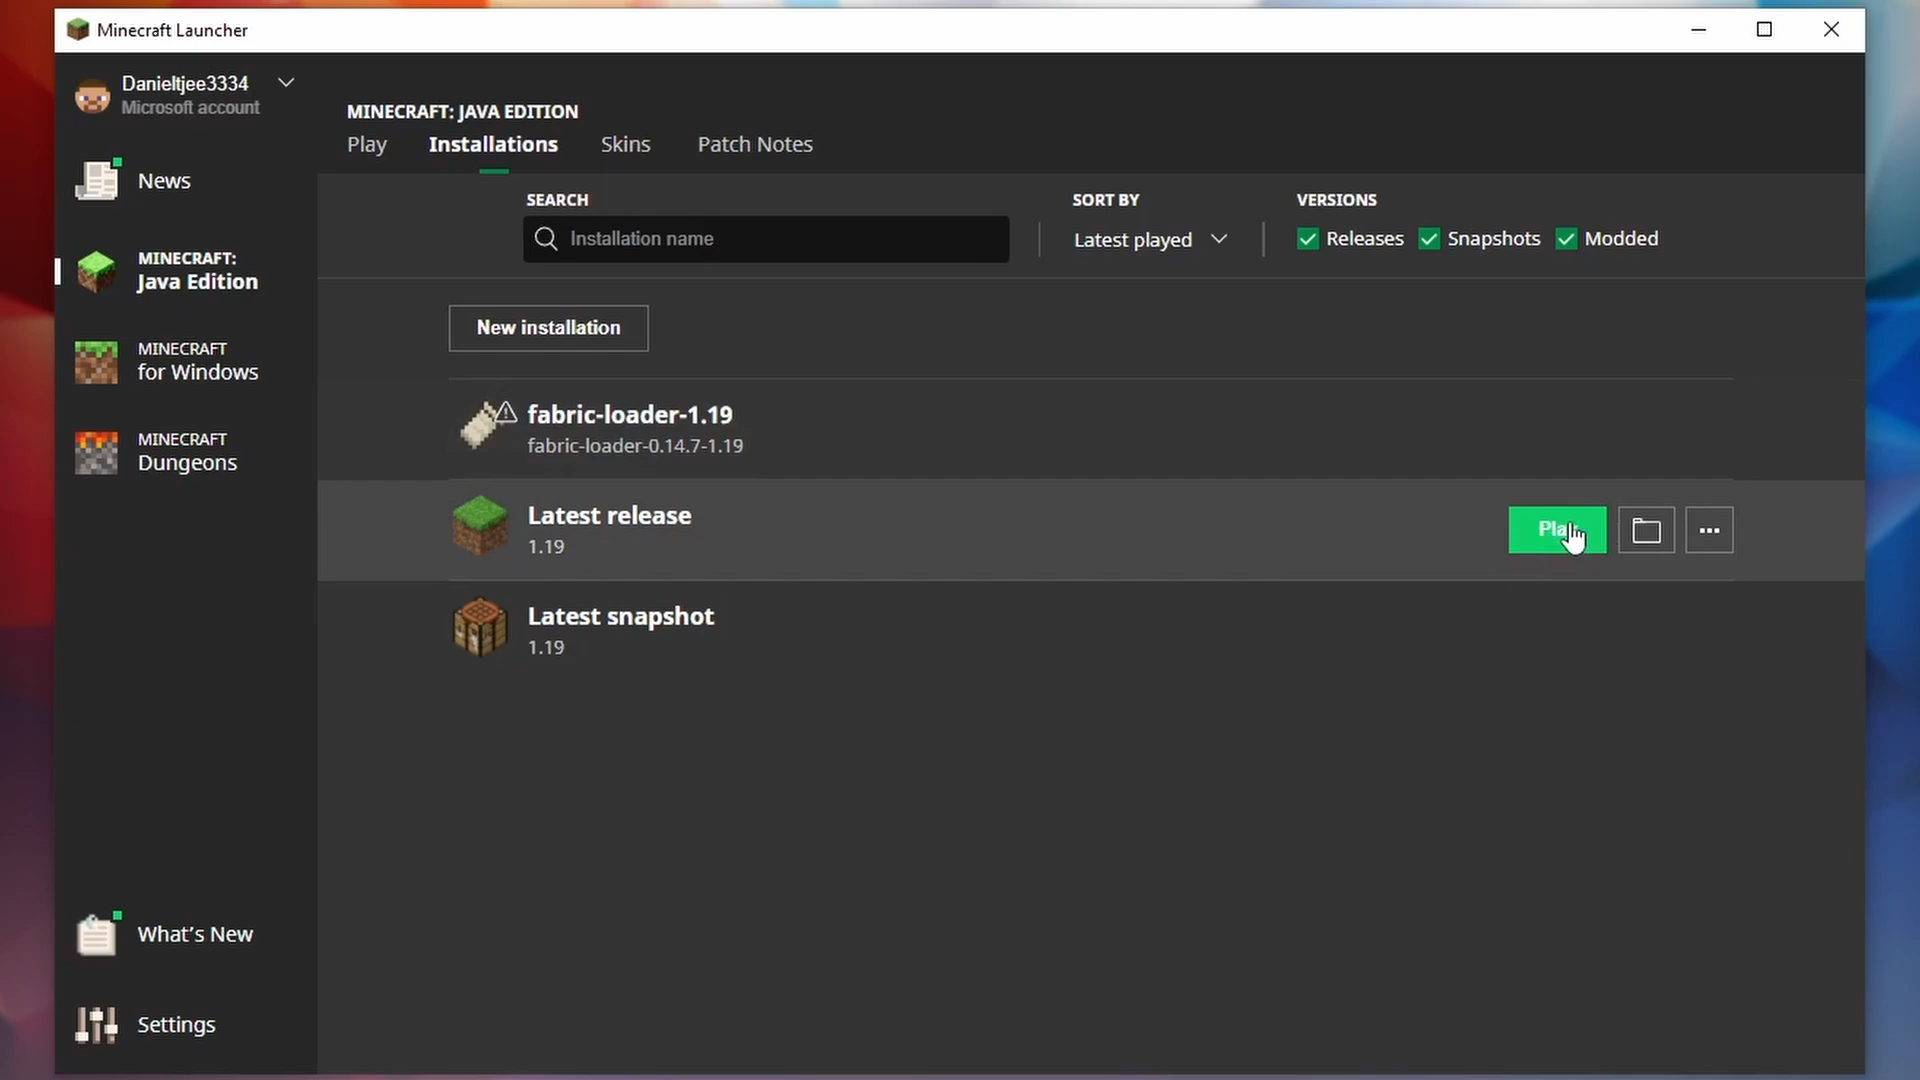 Minecraft Launcher
Danieltjee3334
Microsoft account
News
MINECRAFT:
Java Edition
MINECRAFT
for Windows
MINECRAFT
Dungeons
What's New
Settings
MINECRAFT: JAVA EDITION
Play Installations Skins Patch Notes
SEARCH
Installation name
SORT BY
Latest played
VERSIONS
Releases Snapshots Modded
New installation
fabric-loader-1.19
fabric-loader-0.14.7-1.19
Latest release
1.19
Play
Latest snapshot
1.19